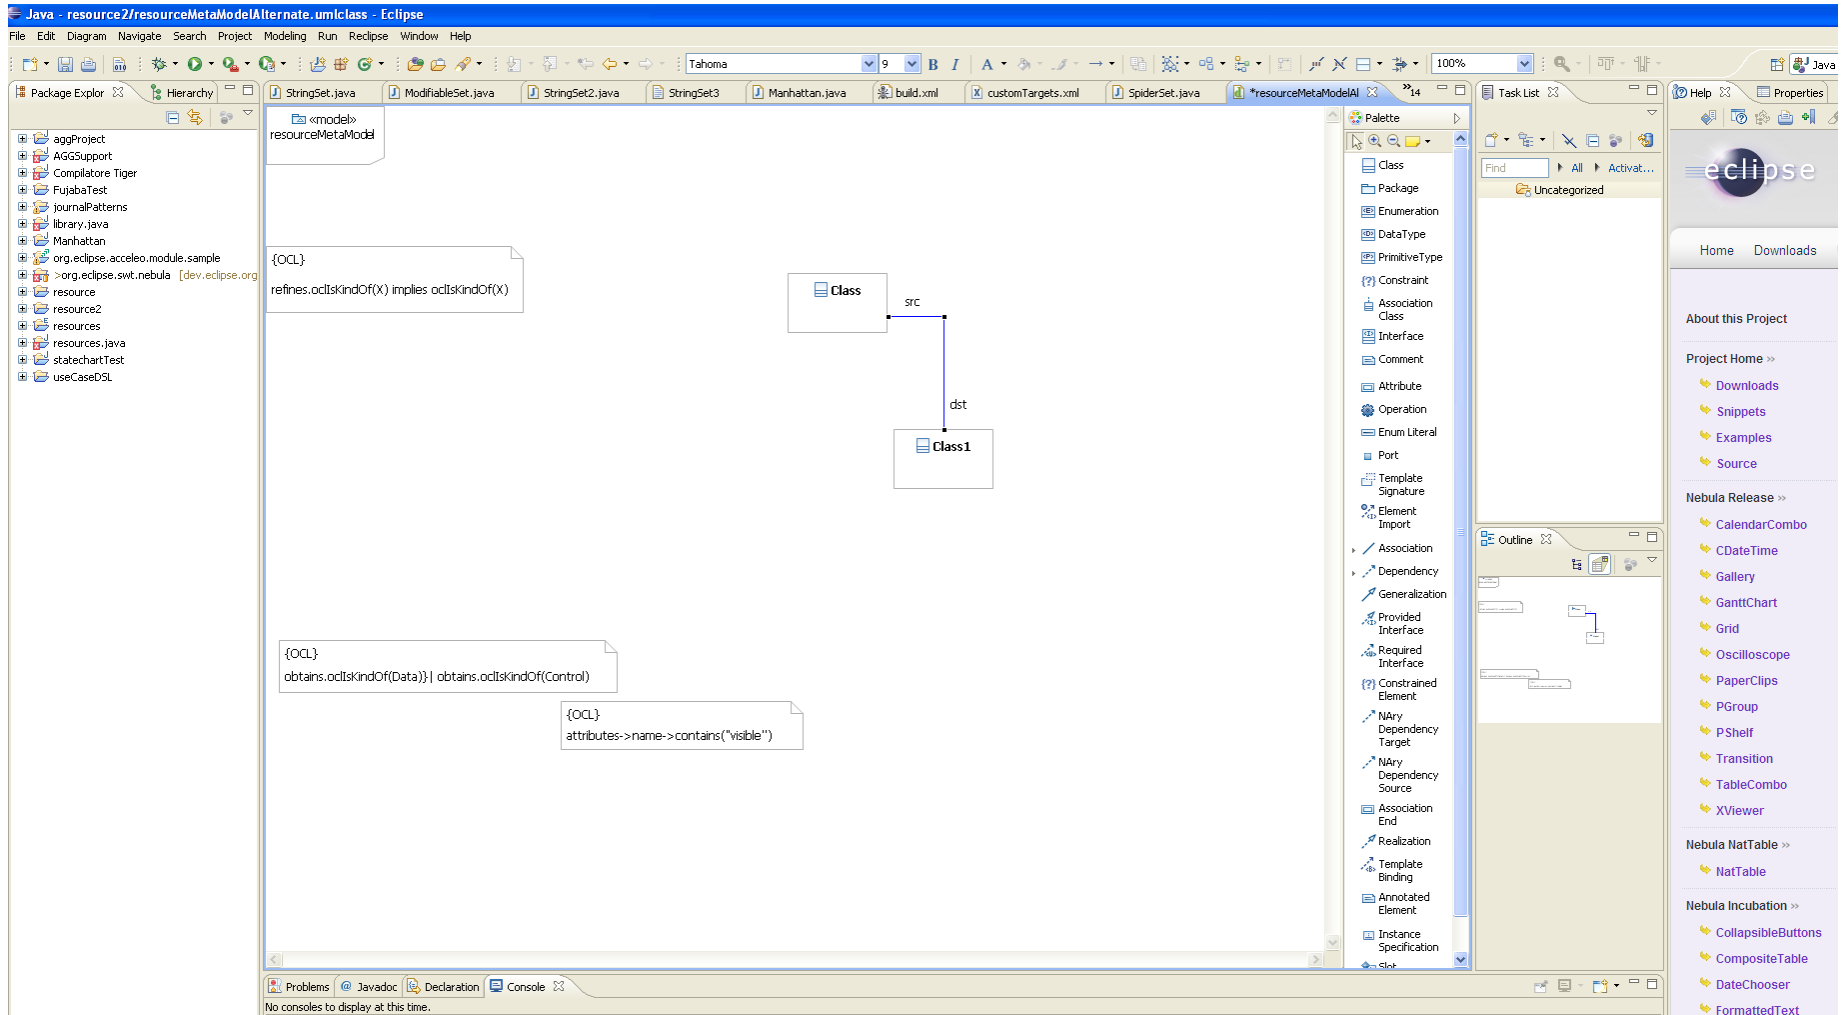 Java - resource2/resourceMetaModelAlternate.umlclass - Eclipse
File Edit Diagram Navigate Search Project Modeling Run Reclipse Window Help
Tahoma 9 B I A 100% Java
Package Explor Hierarchy
aggProject
AGGSupport
Compilatore Tiger
FujabaTest
journalPatterns
library.java
Manhattan
org.eclipse.acceleo.module.sample
>org.eclipse.swt.nebula [dev.eclipse.org
resource
resource2
resources
resources.java
statechartTest
useCaseDSL
StringSet.java ModifiableSet.java StringSet2.java StringSet3 Manhattan.java build.xml customTargets.xml SpiderSet.java *resourceMetaModelAl »14
«model»
resourceMetaModel
{OCL}
refines.oclIsKindOf(X) implies oclIsKindOf(X)
Class
src
dst
Class1
{OCL}
obtains.oclIsKindOf(Data)}| obtains.oclIsKindOf(Control)
{OCL}
attributes->name->contains("visible")
Palette
Class
Package
Enumeration
DataType
PrimitiveType
Constraint
Association
Class
Interface
Comment
Attribute
Operation
Enum Literal
Port
Template
Signature
Element
Import
Association
Dependency
Generalization
Provided
Interface
Required
Interface
Constrained
Element
NAry
Dependency
Target
NAry
Dependency
Source
Association
End
Realization
Template
Binding
Annotated
Element
Instance
Specification
Slot
Problems Javadoc Declaration Console
No consoles to display at this time.
Task List
Find All Activat...
Uncategorized
Outline
Help Properties
eclipse
Home Downloads
About this Project
Project Home »
Downloads
Snippets
Examples
Source
Nebula Release »
CalendarCombo
CDateTime
Gallery
GanttChart
Grid
Oscilloscope
PaperClips
PGroup
PShelf
Transition
TableCombo
XViewer
Nebula NatTable »
NatTable
Nebula Incubation »
CollapsibleButtons
CompositeTable
DateChooser
FormattedText